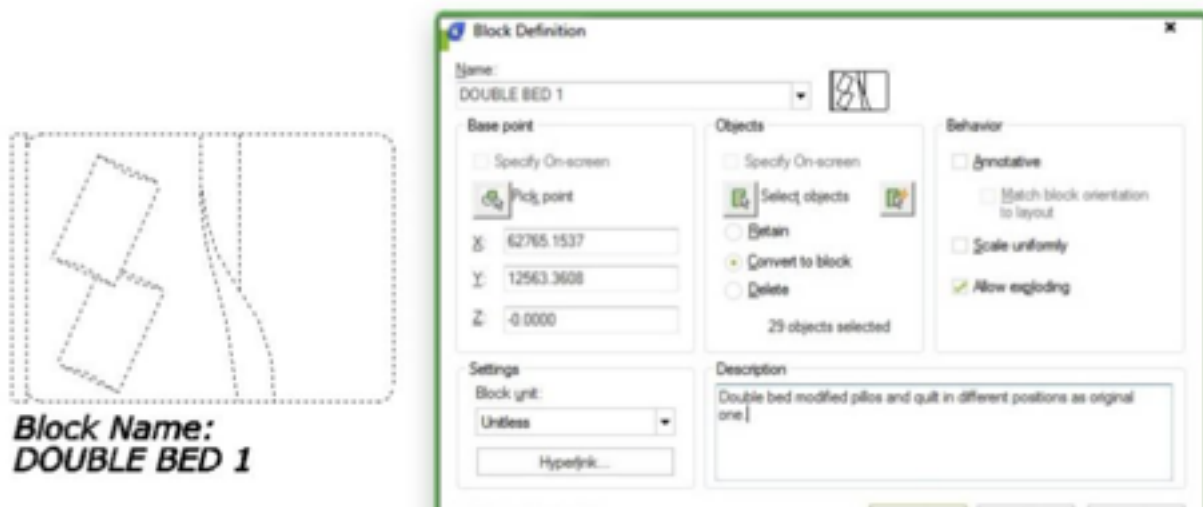 Block Definition
Name:
DOUBLE BED 1
Base point
Specify On-screen
Pick point
X: 62765.1537
Y: 12563.3608
Z: -0.0000
Objects
Specify On-screen
Select objects
Retain
Convert to block
Delete
29 objects selected
Behavior
Annotative
Match block orientation
to layout
Scale uniformly
Allow exploding
Settings
Block unit:
Unitless
Hyperlink...
Description
Double bed modified pillos and quilt in different positions as original
one.
Block Name:
DOUBLE BED 1